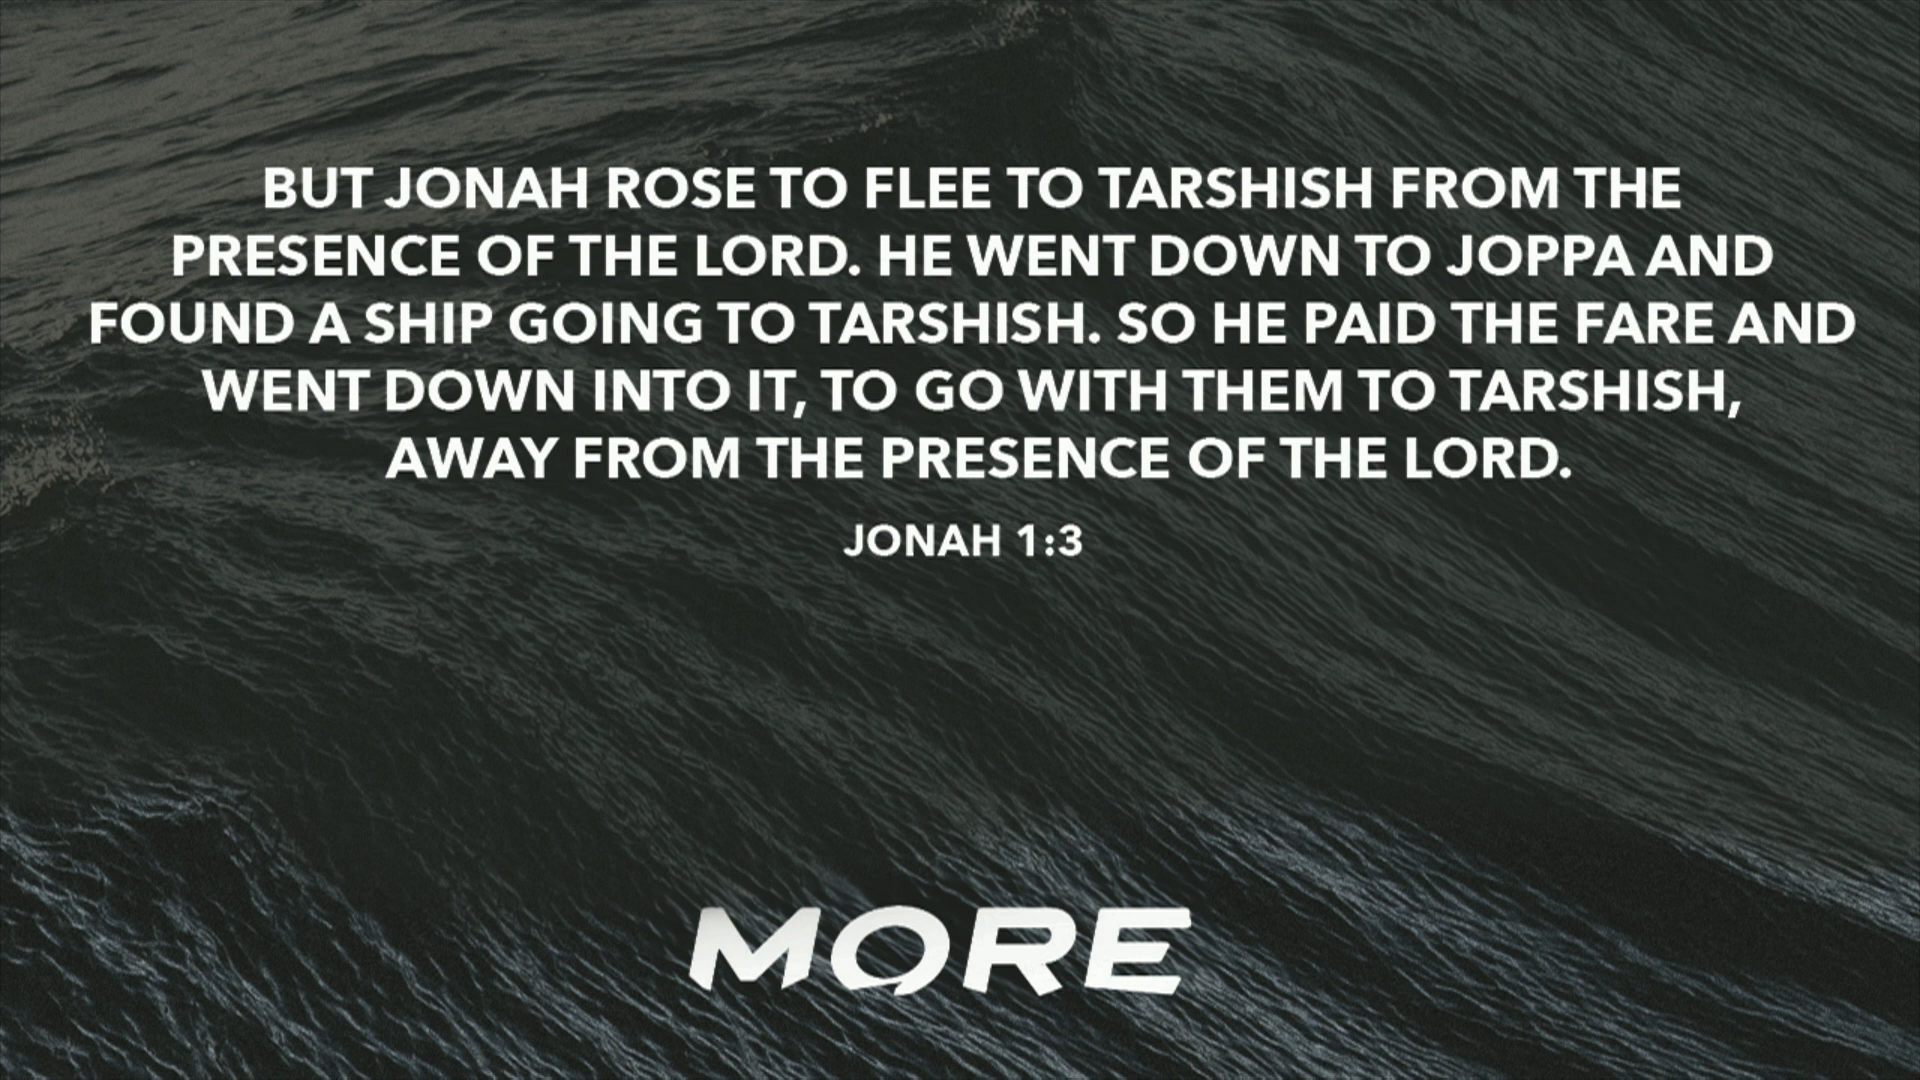 BUT JONAH ROSE TO FLEE TO TARSHISH FROM THE
PRESENCE OF THE LORD. HE WENT DOWN TO JOPPA AND
FOUND A SHIP GOING TO TARSHISH. SO HE PAID THE FARE AND
WENT DOWN INTO IT, TO GO WITH THEM TO TARSHISH,
AWAY FROM THE PRESENCE OF THE LORD.
JONAH 1:3
MORE